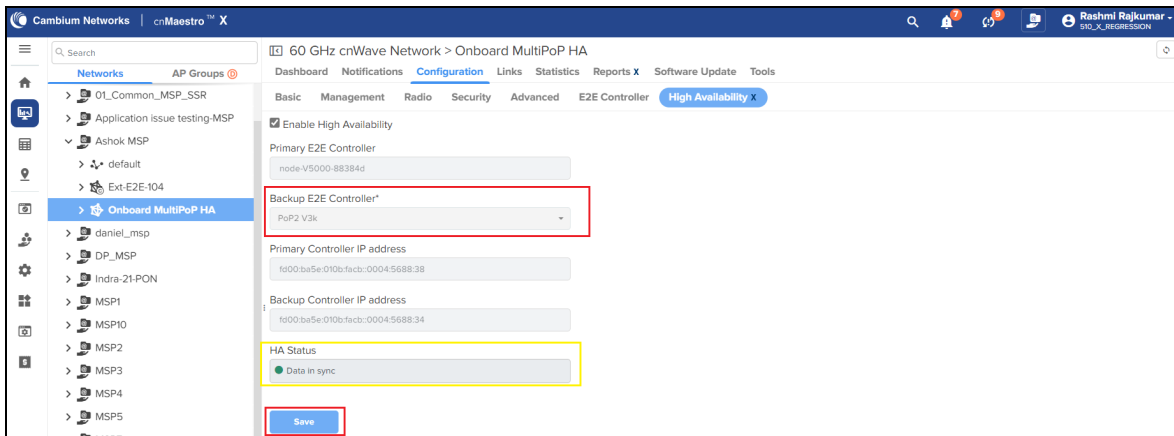 Cambium Networks | cnMaestro™ X
7
9
Rashmi Rajkumar
510_X_REGRESSION
Search
Networks AP Groups
01_Common_MSP_SSR
Application issue testing-MSP
Ashok MSP
default
Ext-E2E-104
Onboard MultiPoP HA
daniel_msp
DP_MSP
Indra-21-PON
MSP1
MSP10
MSP2
MSP3
MSP4
MSP5
60 GHz cnWave Network > Onboard MultiPoP HA
Dashboard Notifications Configuration Links Statistics Reports X Software Update Tools
Basic Management Radio Security Advanced E2E Controller High Availability X
Enable High Availability
Primary E2E Controller
node-V5000-88384d
Backup E2E Controller*
PoP2 V3k
Primary Controller IP address
fd00:ba5e:010b:facb::0004:5688:38
Backup Controller IP address
fd00:ba5e:010b:facb::0004:5688:34
HA Status
Data in sync
Save